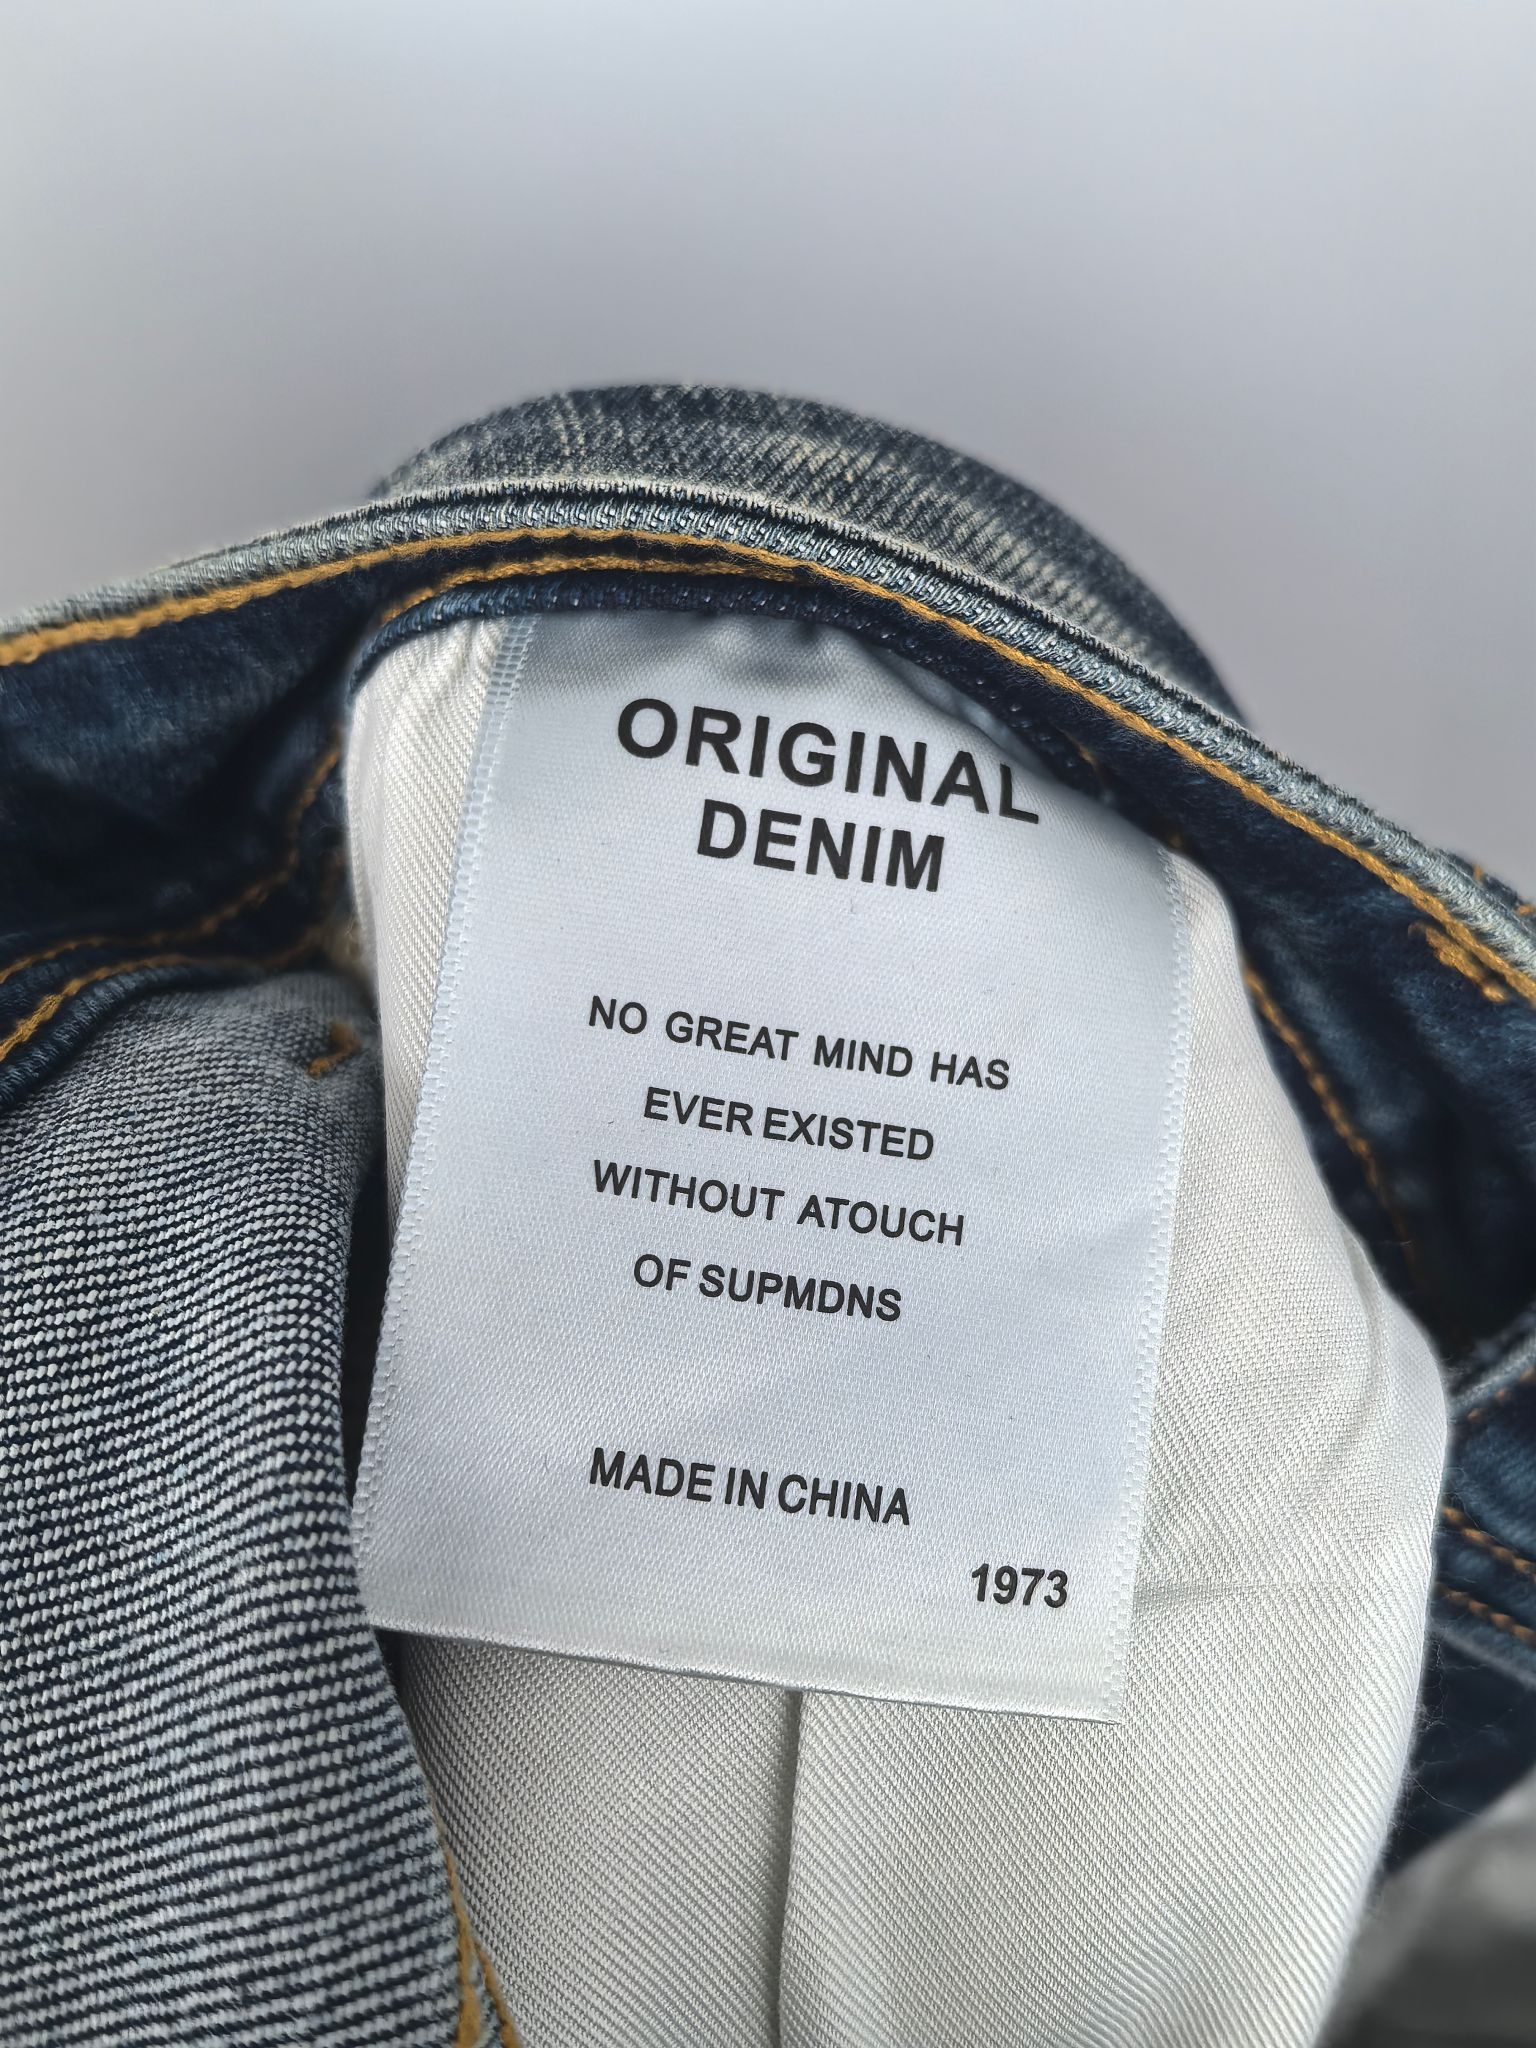 ORIGINAL
DENIM
NO GREAT MIND HAS
EVER EXISTED
WITHOUT ATOUCH
OF SUPMDNS
MADE IN CHINA
1973